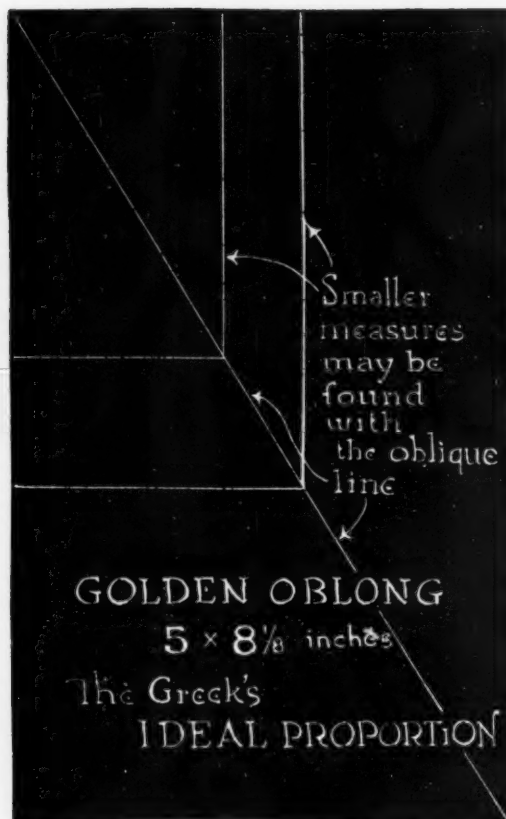 Smaller
measures
may be
found
with
the oblique
line
GOLDEN OBLONG
5 × 8⅛ inches
The Greek's
IDEAL PROPORTION